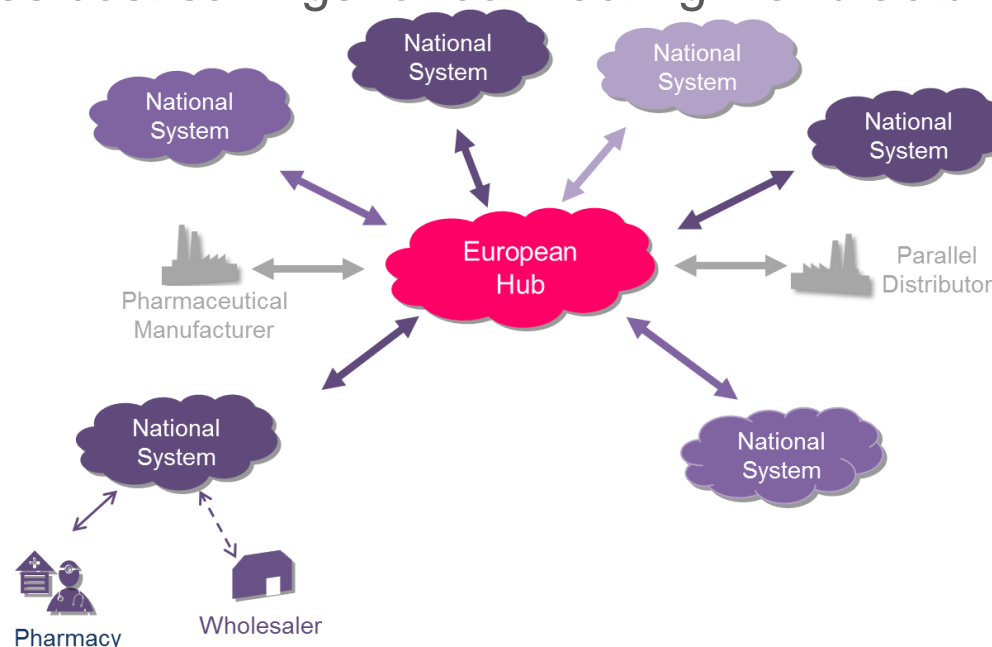 National
System
National
System
National
System
National
System
European
Hub
Pharmaceutical
Manufacturer
Parallel
Distributor
National
System
National
System
Pharmacy
Wholesaler